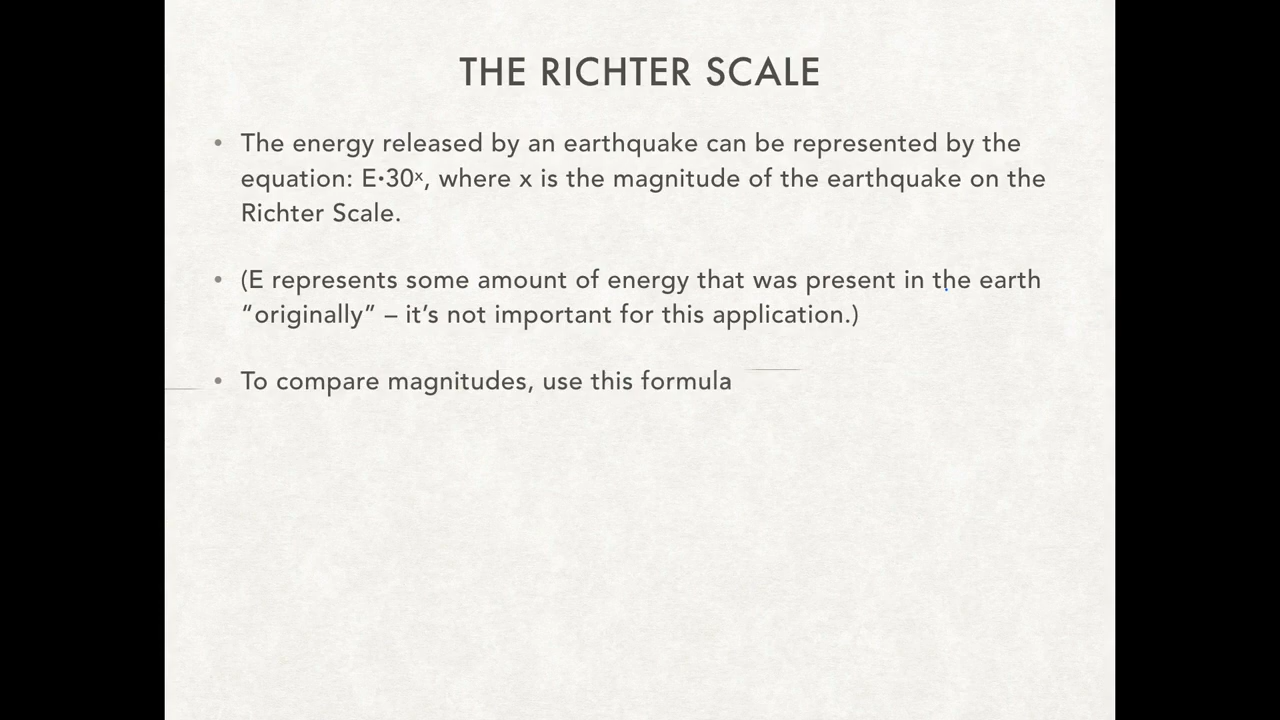 THE RICHTER SCALE
• The energy released by an earthquake can be represented by the
equation: E•30ˣ, where x is the magnitude of the earthquake on the
Richter Scale.
• (E represents some amount of energy that was present in the earth
“originally” – it’s not important for this application.)
• To compare magnitudes, use this formula